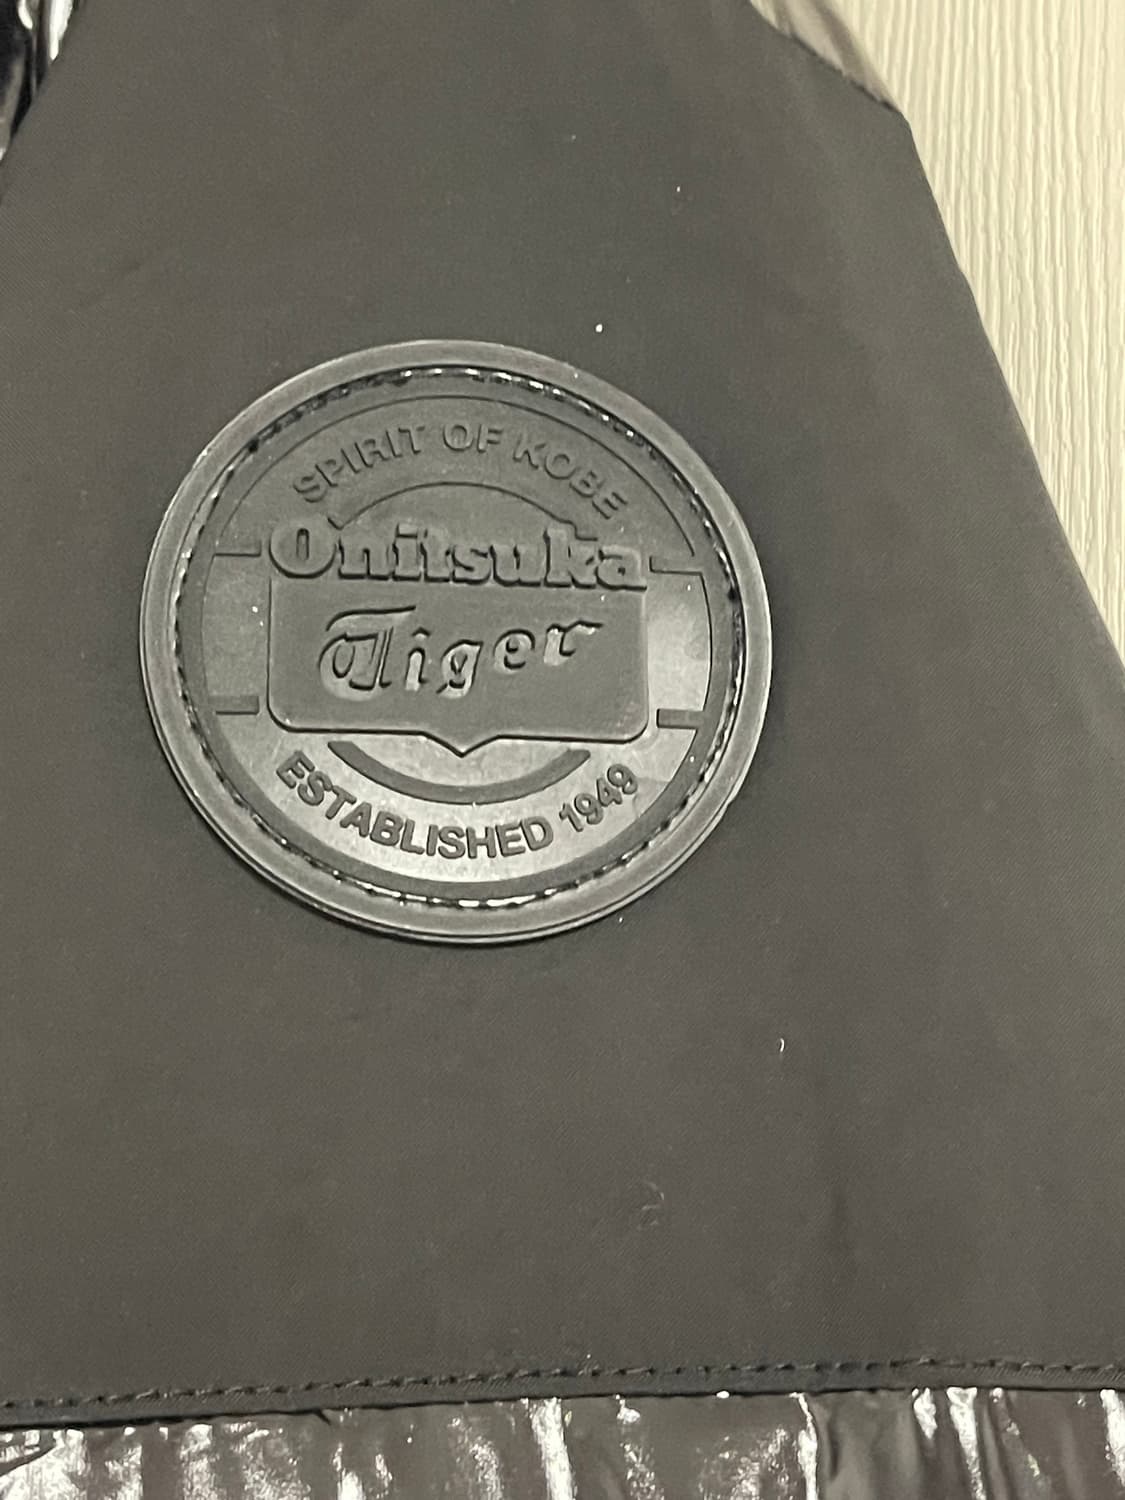 SPIRIT OF KOBE
Onitsuka
Tiger
ESTABLISHED 1949